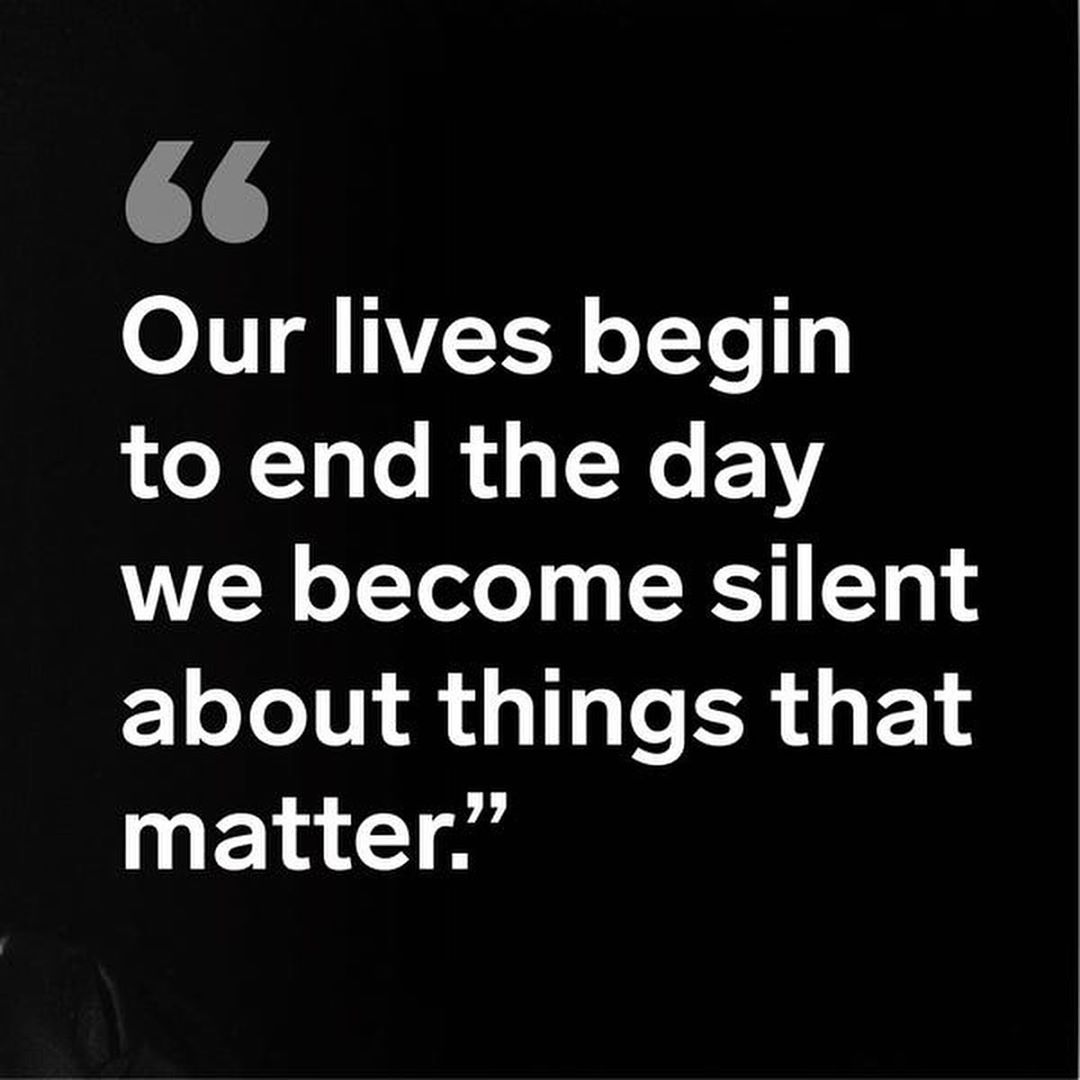 “
Our lives begin
to end the day
we become silent
about things that
matter.”